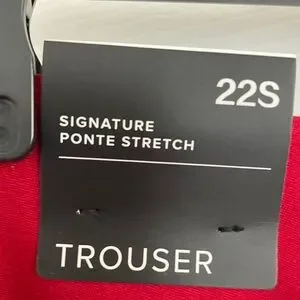 22S
SIGNATURE
PONTE STRETCH
TROUSER